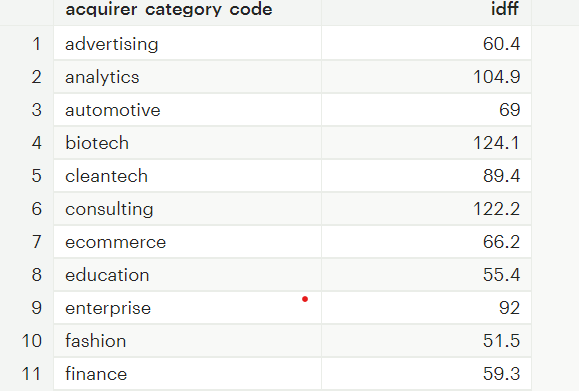 acquirer category code idff
1 advertising 60.4
2 analytics 104.9
3 automotive 69
4 biotech 124.1
5 cleantech 89.4
6 consulting 122.2
7 ecommerce 66.2
8 education 55.4
9 enterprise 92
10 fashion 51.5
11 finance 59.3